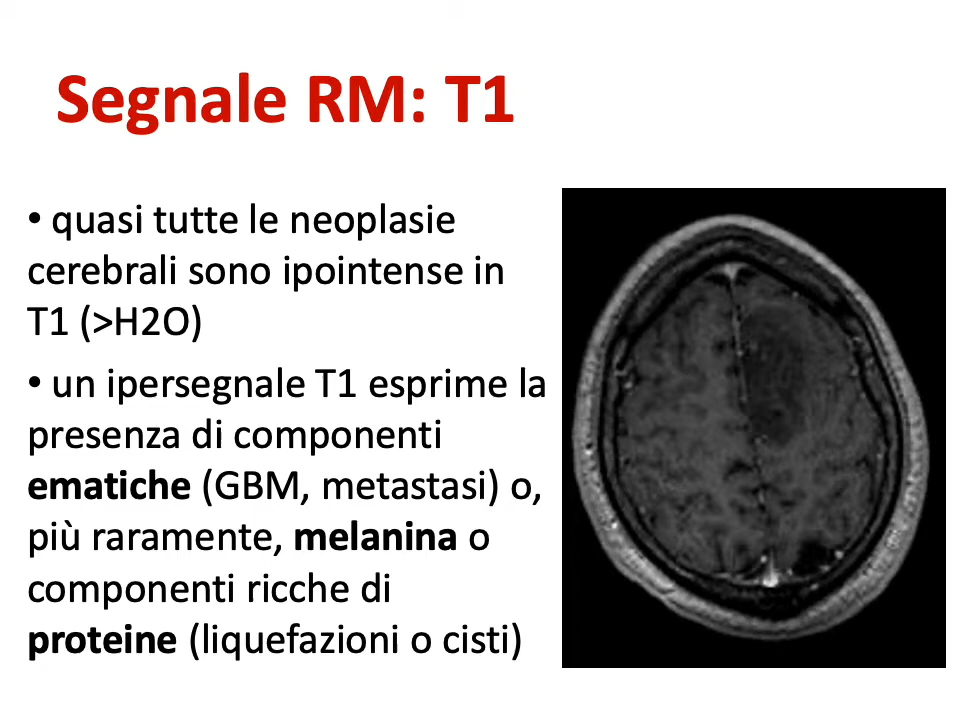 Segnale RM: T1
• quasi tutte le neoplasie
cerebrali sono ipointense in
T1 (>H2O)
• un ipersegnale T1 esprime la
presenza di componenti
ematiche (GBM, metastasi) o,
più raramente, melanina o
componenti ricche di
proteine (liquefazioni o cisti)